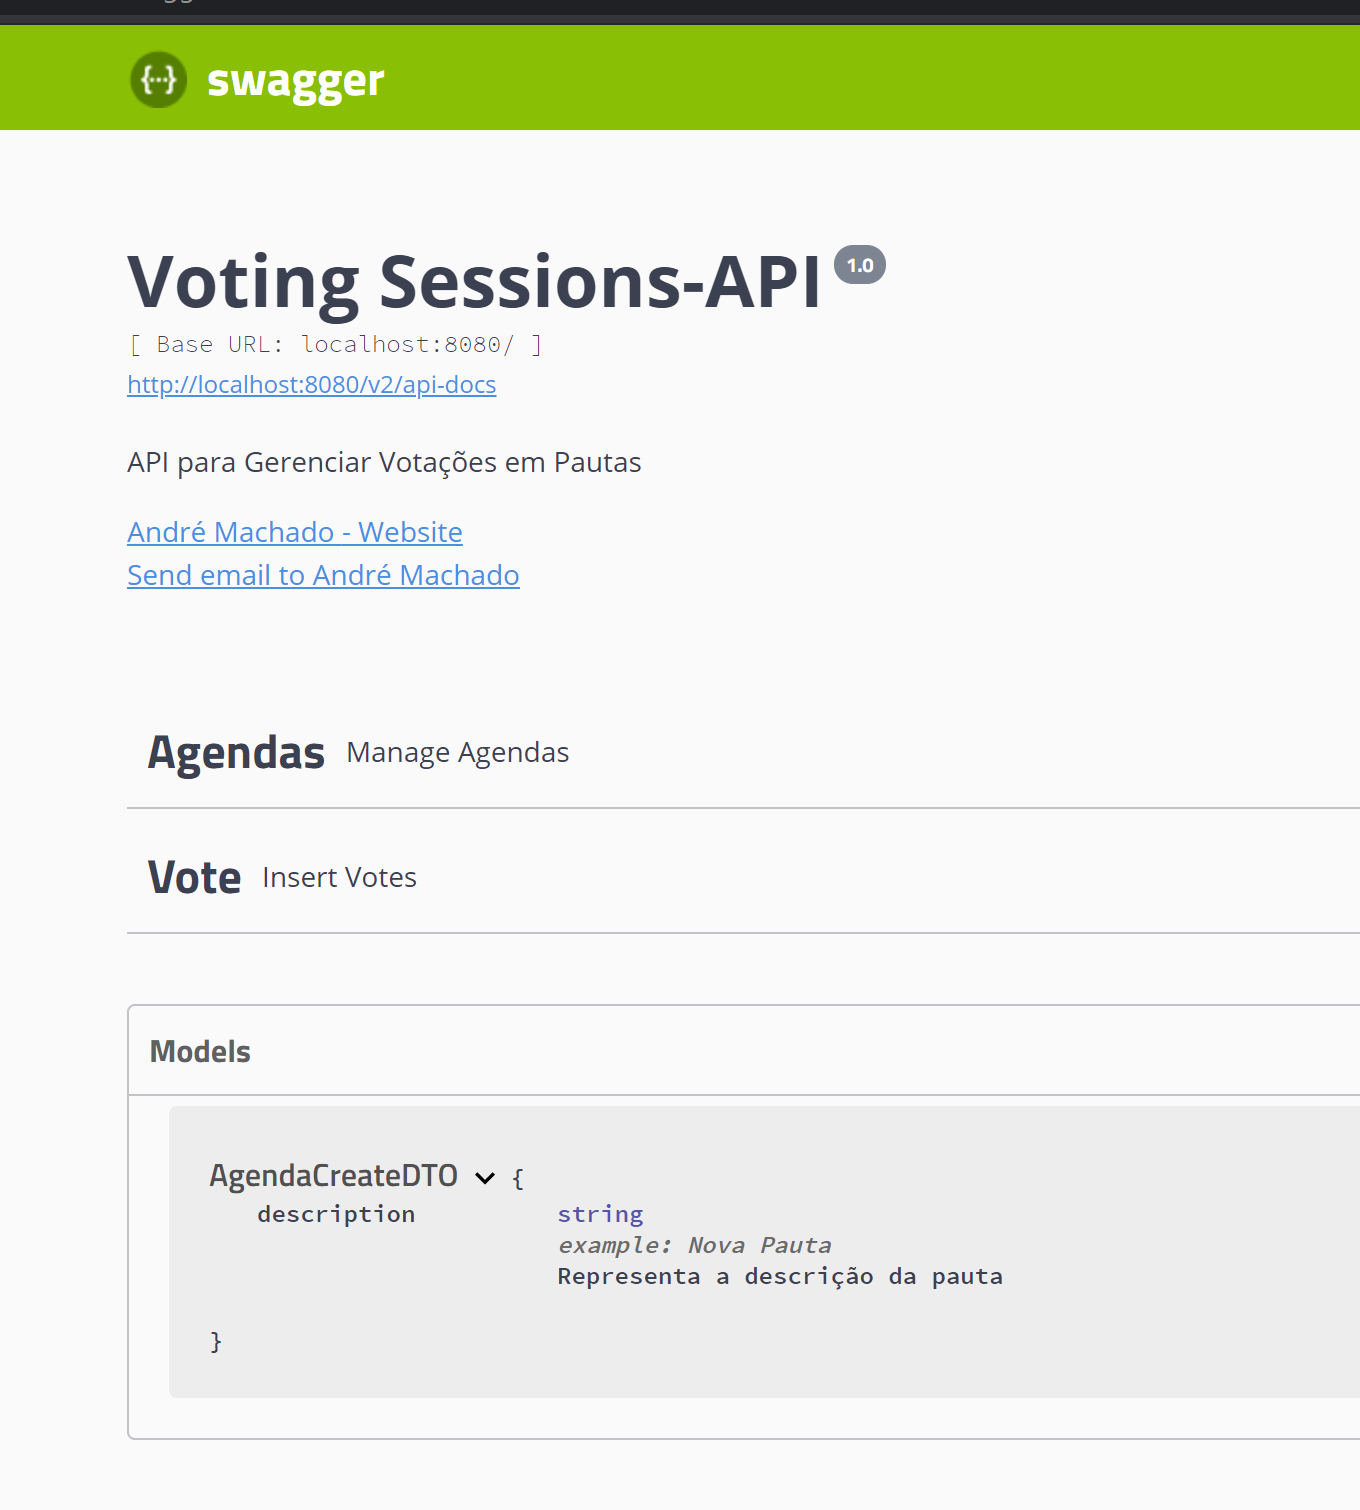 {...} swagger
Voting Sessions-API 1.0
[ Base URL: localhost:8080/ ]
http://localhost:8080/v2/api-docs
API para Gerenciar Votações em Pautas
André Machado - Website
Send email to André Machado
Agendas Manage Agendas
Vote Insert Votes
Models
AgendaCreateDTO {
description string
example: Nova Pauta
Representa a descrição da pauta
}